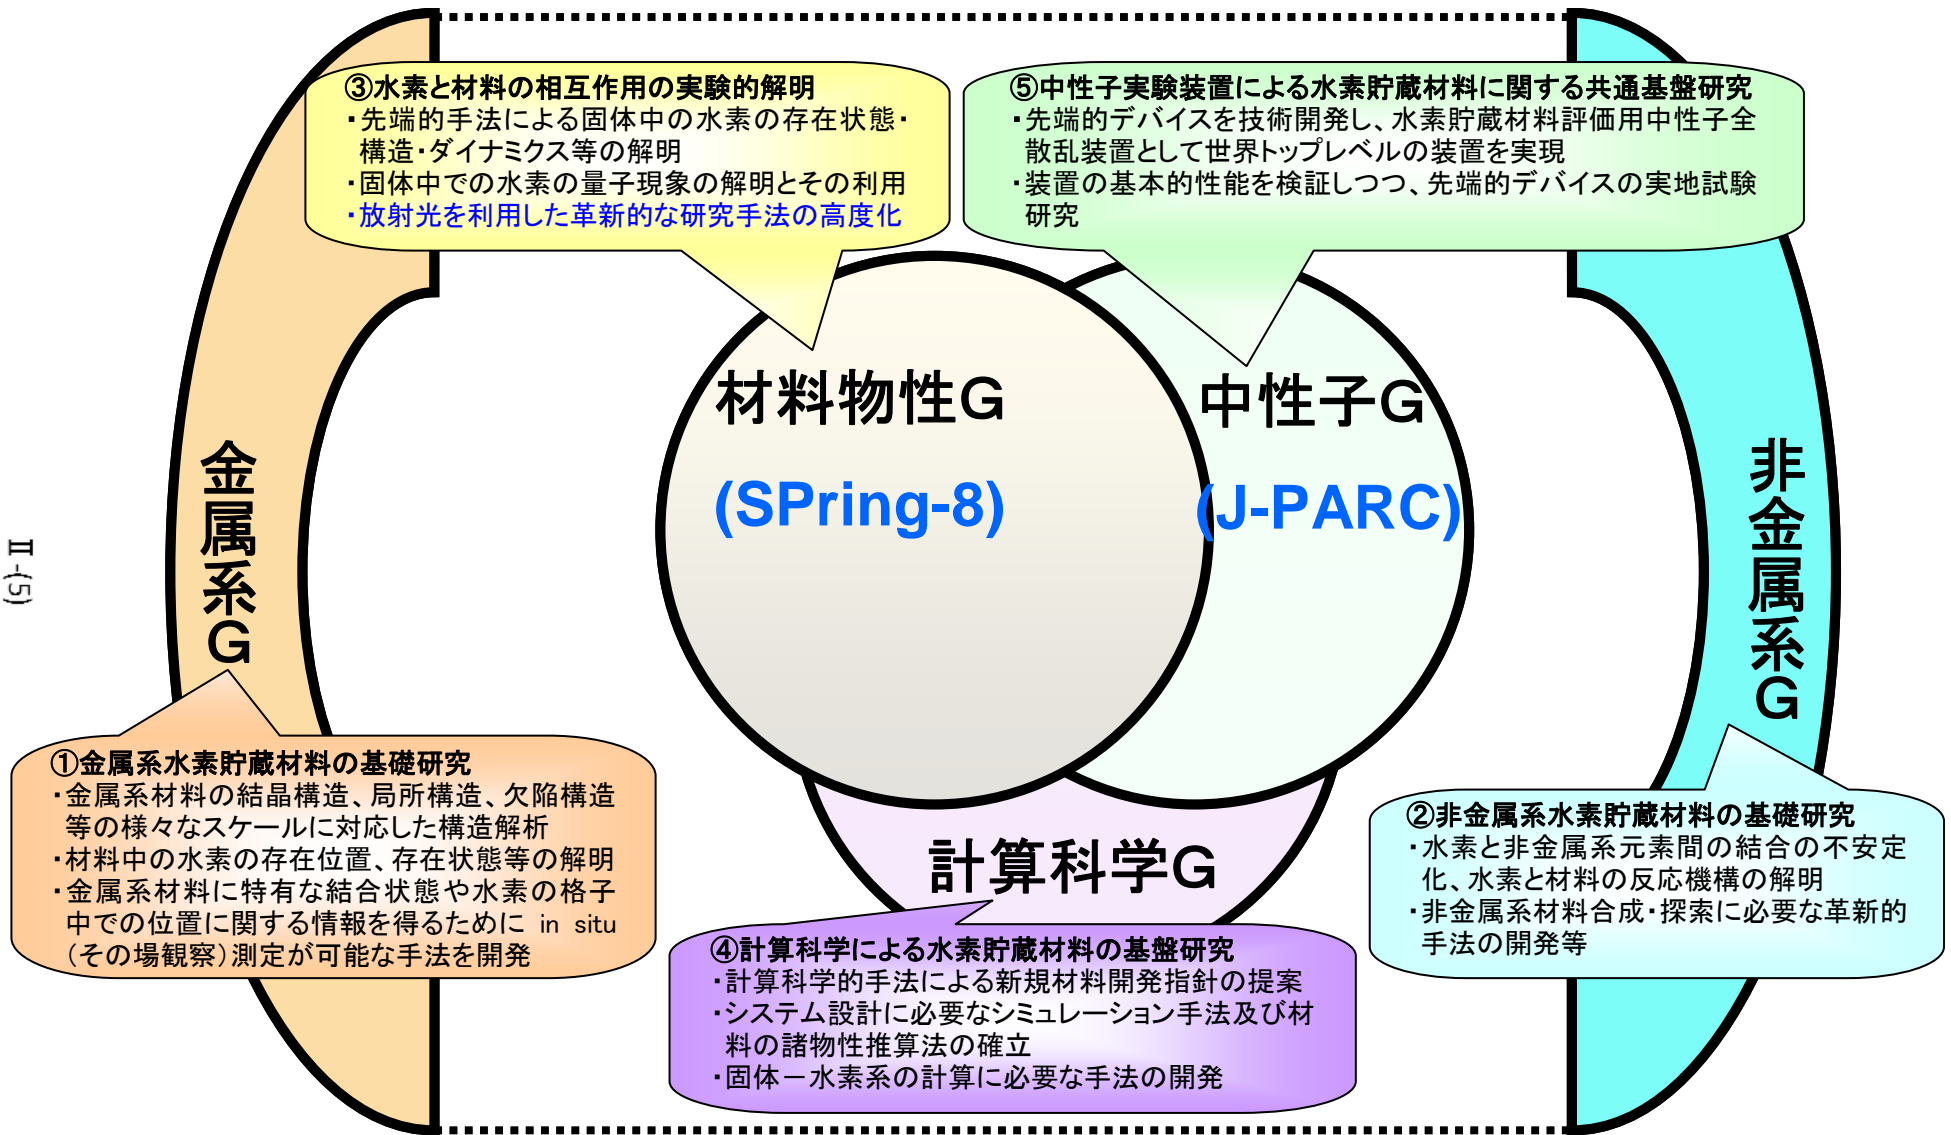 ③水素と材料の相互作用の実験的解明
・先端的手法による固体中の水素の存在状態・
構造・ダイナミクス等の解明
・固体中での水素の量子現象の解明とその利用
・放射光を利用した革新的な研究手法の高度化
⑤中性子実験装置による水素貯蔵材料に関する共通基盤研究
・先端的デバイスを技術開発し、水素貯蔵材料評価用中性子全
散乱装置として世界トップレベルの装置を実現
・装置の基本的性能を検証しつつ、先端的デバイスの実地試験
研究
材料物性G
(SPring-8)
中性子G
(J-PARC)
金属系G
非金属系G
Ⅱ-(5)
①金属系水素貯蔵材料の基礎研究
・金属系材料の結晶構造、局所構造、欠陥構造
等の様々なスケールに対応した構造解析
・材料中の水素の存在位置、存在状態等の解明
・金属系材料に特有な結合状態や水素の格子
中での位置に関する情報を得るために in situ
（その場観察）測定が可能な手法を開発
②非金属系水素貯蔵材料の基礎研究
・水素と非金属系元素間の結合の不安定
化、水素と材料の反応機構の解明
・非金属系材料合成・探索に必要な革新的
手法の開発等
計算科学G
④計算科学による水素貯蔵材料の基盤研究
・計算科学的手法による新規材料開発指針の提案
・システム設計に必要なシミュレーション手法及び材
料の諸物性推算法の確立
・固体－水素系の計算に必要な手法の開発